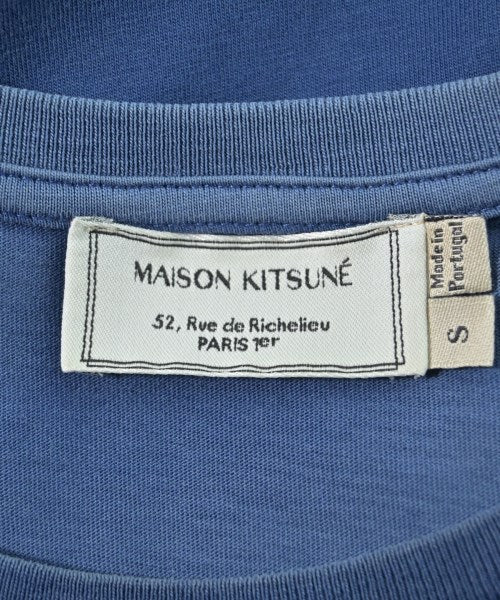 MAISON KITSUNÉ
52, Rue de Richelieu
PARIS 1er
Made in
Portugal
S